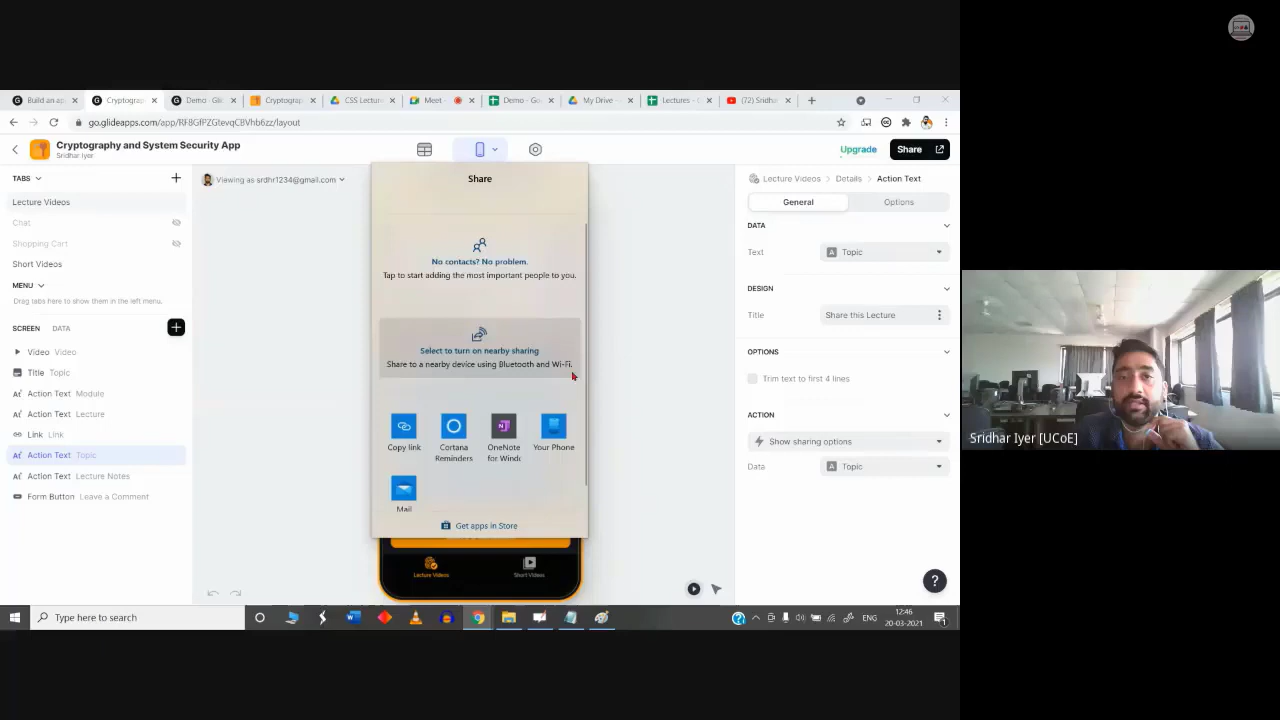 Build an ap
Cryptograp
Demo - Gli
Cryptograp
CSS Lecture
Meet -
Demo - Go
My Drive -
Lectures - G
(72) Sridha
go.glideapps.com/app/RF8GfPZGtevqCBVhb6zz/layout
Cryptography and System Security App
Sridhar.Iyer
Upgrade
Share
TABS
Viewing as srdhr1234@gmail.com
Share
Lecture Videos
Details
Action Text
Lecture Videos
General
Options
Chat
DATA
Shopping Cart
Text
Topic
Short Videos
No contacts? No problem.
Tap to start adding the most important people to you.
MENU
DESIGN
Drag tabs here to show them in the left menu.
Title
Share this Lecture
SCREEN
DATA
Select to turn on nearby sharing
Share to a nearby device using Bluetooth and Wi-Fi.
OPTIONS
Video Video
Title Topic
Trim text to first 4 lines
Action Text Module
Action Text Lecture
ACTION
Link Link
Show sharing options
Action Text Topic
Data
Topic
Action Text Lecture Notes
Form Button Leave a Comment
Copy link
Cortana Reminders
OneNote for Windc
Your Phone
Mail
Get apps in Store
Lecture Videos
Short Videos
Type here to search
ENG
12:46
20-03-2021
Sridhar Iyer [UCoE]